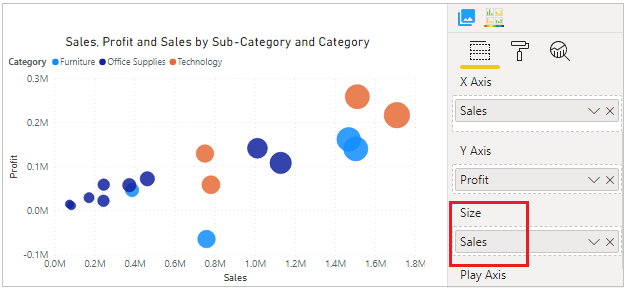 Sales, Profit and Sales by Sub-Category and Category
Category Furniture Office Supplies Technology
0.3M
0.2M
0.1M
0.0M
-0.1M
Profit
0.0M 0.2M 0.4M 0.6M 0.8M 1.0M 1.2M 1.4M 1.6M 1.8M
Sales
X Axis
Sales
Y Axis
Profit
Size
Sales
Play Axis